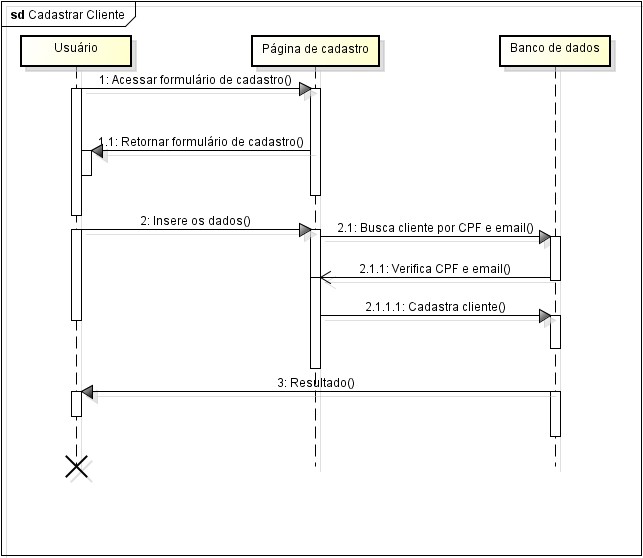 sd Cadastrar Cliente
Usuário
Página de cadastro
Banco de dados
1: Acessar formulário de cadastro()
1.1: Retornar formulário de cadastro()
2: Insere os dados()
2.1: Busca cliente por CPF e email()
2.1.1: Verifica CPF e email()
2.1.1.1: Cadastra cliente()
3: Resultado()